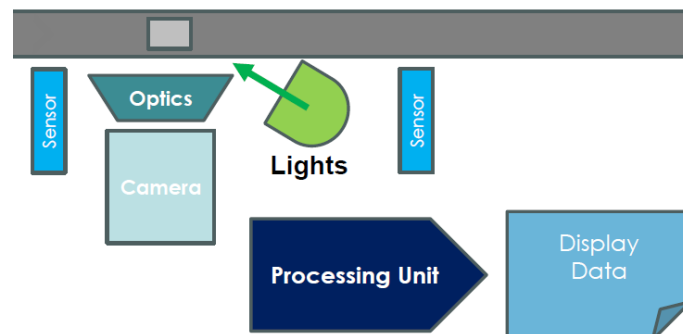 Sensor
Optics
Camera
Lights
Sensor
Processing Unit
Display
Data